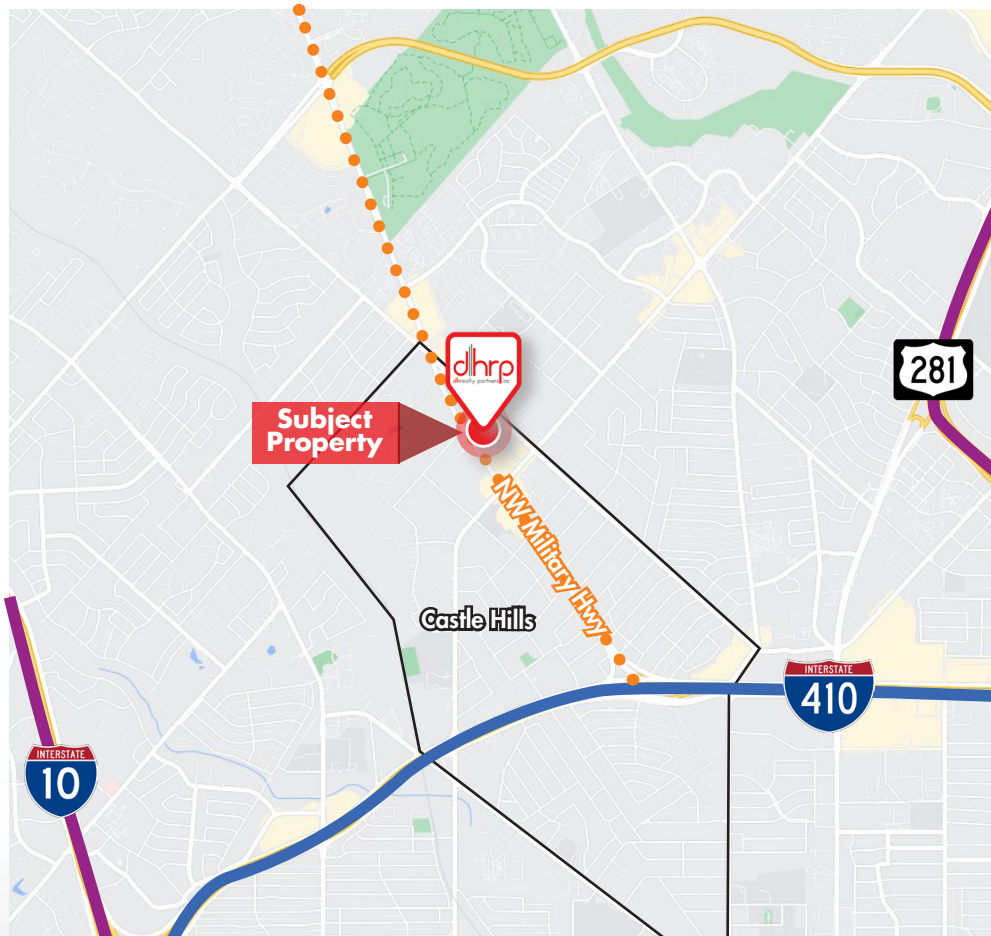 dhrp
dhrealty partners, inc
281
Subject
Property
NW Military Hwy
Castle Hills
INTERSTATE
410
INTERSTATE
10